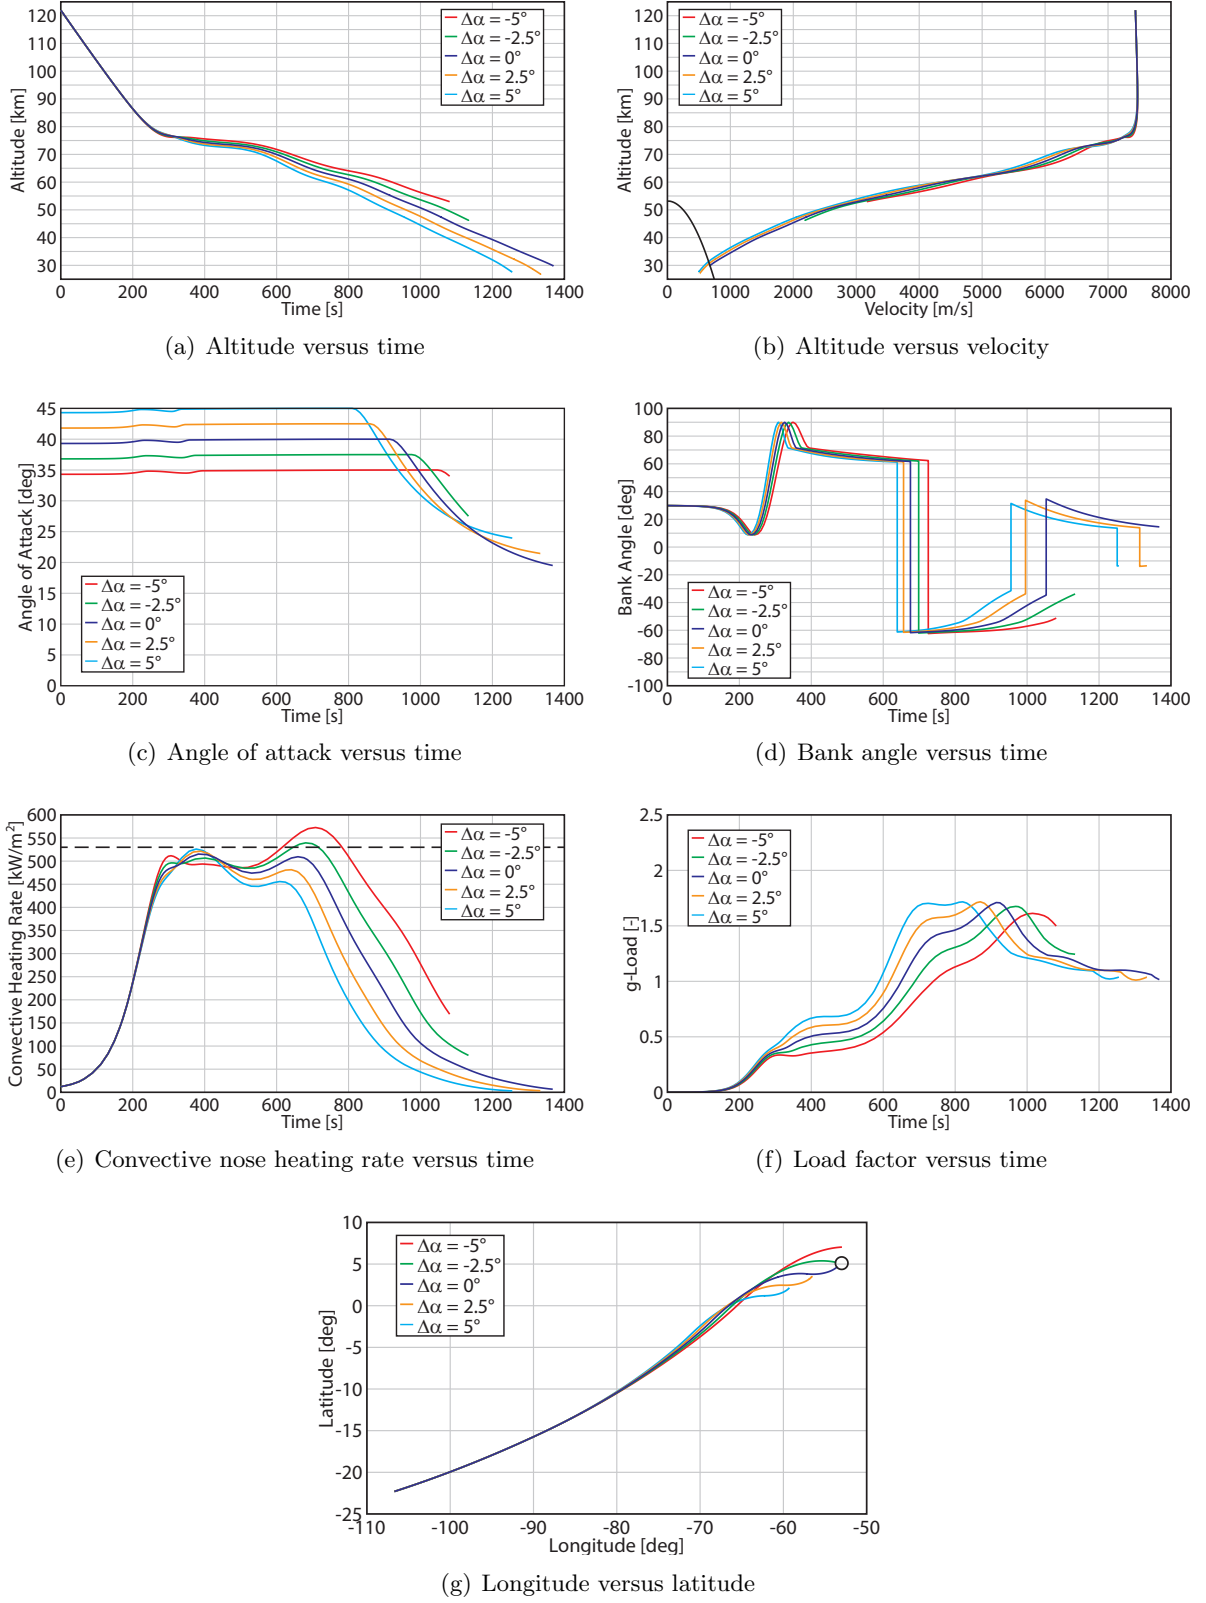 120
110
100
90
80
70
60
50
40
30
Altitude [km]
0 200 400 600 800 1000 1200 1400
Time [s]
Δα = -5°
Δα = -2.5°
Δα = 0°
Δα = 2.5°
Δα = 5°
(a) Altitude versus time
120
110
100
90
80
70
60
50
40
30
Altitude [km]
0 1000 2000 3000 4000 5000 6000 7000 8000
Velocity [m/s]
Δα = -5°
Δα = -2.5°
Δα = 0°
Δα = 2.5°
Δα = 5°
(b) Altitude versus velocity
45
40
35
30
25
20
15
10
5
0
Angle of Attack [deg]
0 200 400 600 800 1000 1200 1400
Time [s]
Δα = -5°
Δα = -2.5°
Δα = 0°
Δα = 2.5°
Δα = 5°
(c) Angle of attack versus time
100
80
60
40
20
0
-20
-40
-60
-80
-100
Bank Angle [deg]
0 200 400 600 800 1000 1200 1400
Time [s]
Δα = -5°
Δα = -2.5°
Δα = 0°
Δα = 2.5°
Δα = 5°
(d) Bank angle versus time
600
550
500
450
400
350
300
250
200
150
100
50
0
Convective Heating Rate [kW/m²]
0 200 400 600 800 1000 1200 1400
Time [s]
Δα = -5°
Δα = -2.5°
Δα = 0°
Δα = 2.5°
Δα = 5°
(e) Convective nose heating rate versus time
2.5
2
1.5
1
0.5
0
g-Load [-]
0 200 400 600 800 1000 1200 1400
Time [s]
Δα = -5°
Δα = -2.5°
Δα = 0°
Δα = 2.5°
Δα = 5°
(f) Load factor versus time
10
5
0
-5
-10
-15
-20
-25
Latitude [deg]
-110 -100 -90 -80 -70 -60 -50
Longitude [deg]
Δα = -5°
Δα = -2.5°
Δα = 0°
Δα = 2.5°
Δα = 5°
(g) Longitude versus latitude